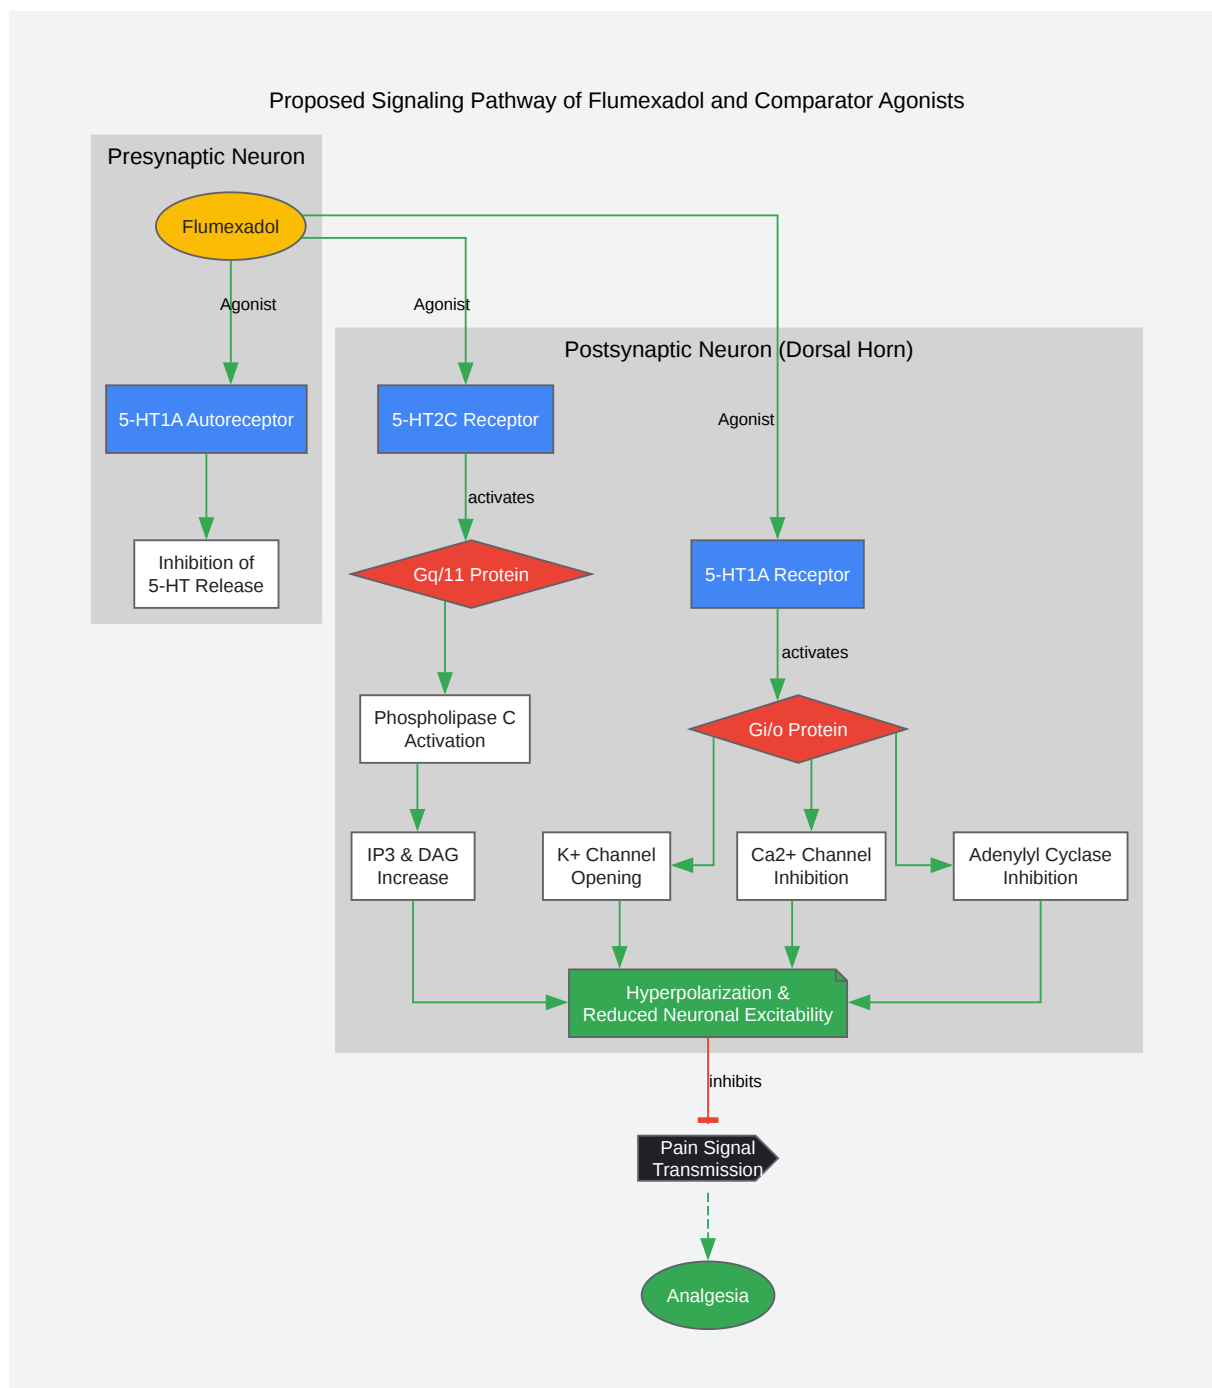 Proposed Signaling Pathway of Flumexadol and Comparator Agonists
Presynaptic Neuron
Flumexadol
Agonist
Agonist
Postsynaptic Neuron (Dorsal Horn)
5-HT1A Autoreceptor
5-HT2C Receptor
Agonist
activates
Inhibition of
5-HT Release
Gq/11 Protein
5-HT1A Receptor
activates
Phospholipase C
Activation
Gi/o Protein
IP3 & DAG
Increase
K+ Channel
Opening
Ca2+ Channel
Inhibition
Adenylyl Cyclase
Inhibition
Hyperpolarization &
Reduced Neuronal Excitability
inhibits
Pain Signal
Transmission
Analgesia